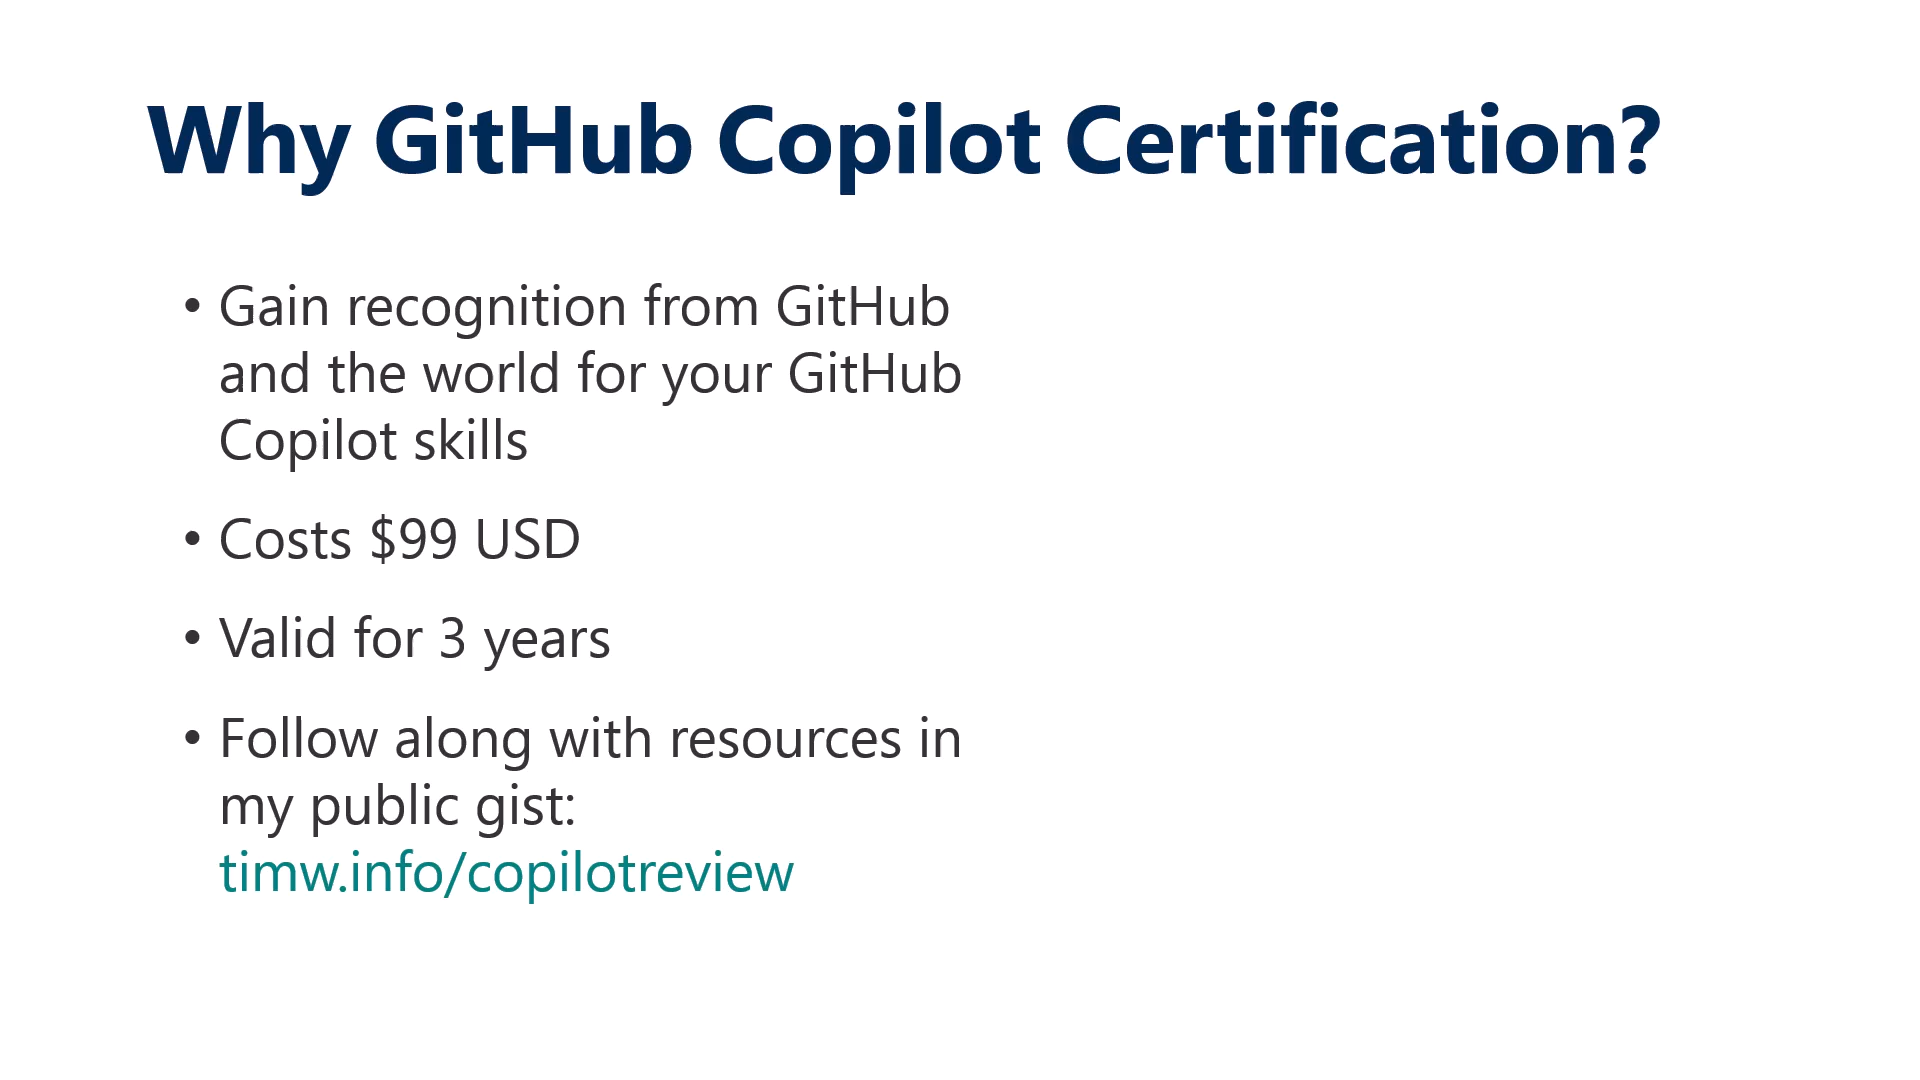 Why GitHub Copilot Certification?
• Gain recognition from GitHub
and the world for your GitHub
Copilot skills
• Costs $99 USD
• Valid for 3 years
• Follow along with resources in
my public gist:
timw.info/copilotreview